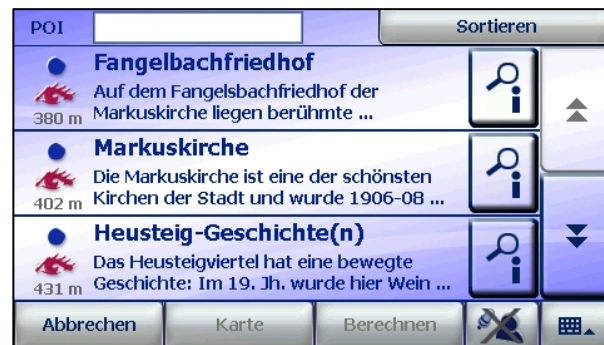 POI
Sortieren
Fangelbachfriedhof
Auf dem Fangelsbachfriedhof der
380 m Markuskirche liegen berühmte ...
Markuskirche
Die Markuskirche ist eine der schönsten
402 m Kirchen der Stadt und wurde 1906-08 ...
Heusteig-Geschichte(n)
Das Heusteigviertel hat eine bewegte
431 m Geschichte: Im 19. Jh. wurde hier Wein ...
Abbrechen
Karte
Berechnen